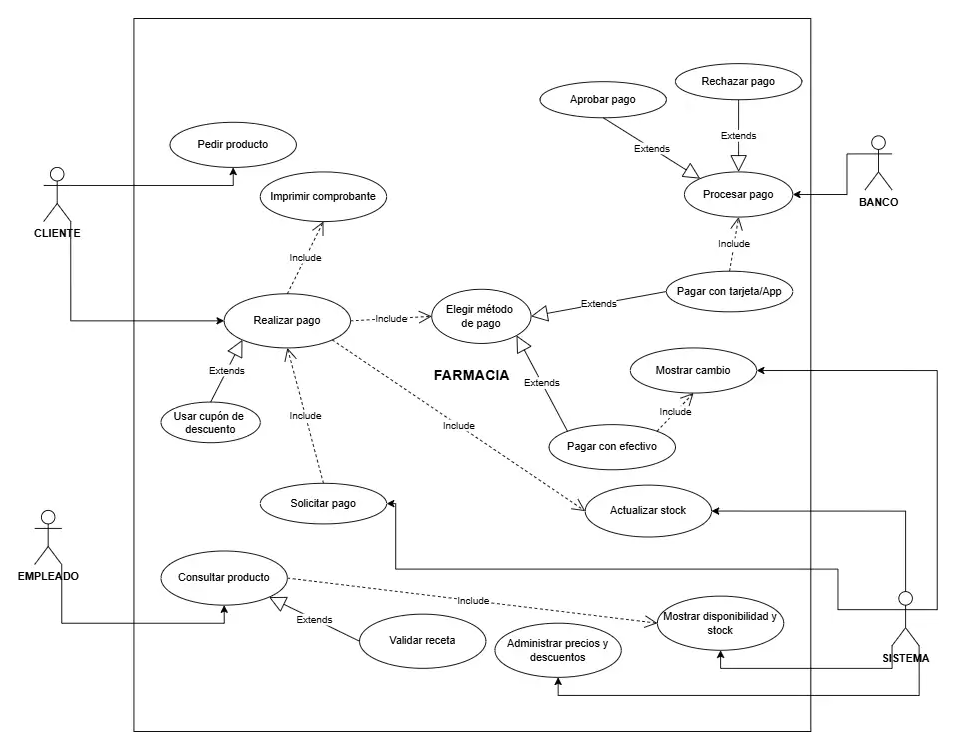 Rechazar pago
Aprobar pago
Extends
Extends
Pedir producto
Procesar pago
Imprimir comprobante
BANCO
CLIENTE
Include
Include
Pagar con tarjeta/App
Extends
Elegir método
de pago
Realizar pago
Include
FARMACIA
Mostrar cambio
Extends
Extends
Include
Usar cupón de
descuento
Include
Include
Pagar con efectivo
Solicitar pago
Actualizar stock
EMPLEADO
Consultar producto
Include
Extends
Mostrar disponibilidad y
stock
Validar receta
Administrar precios y
descuentos
SISTEMA